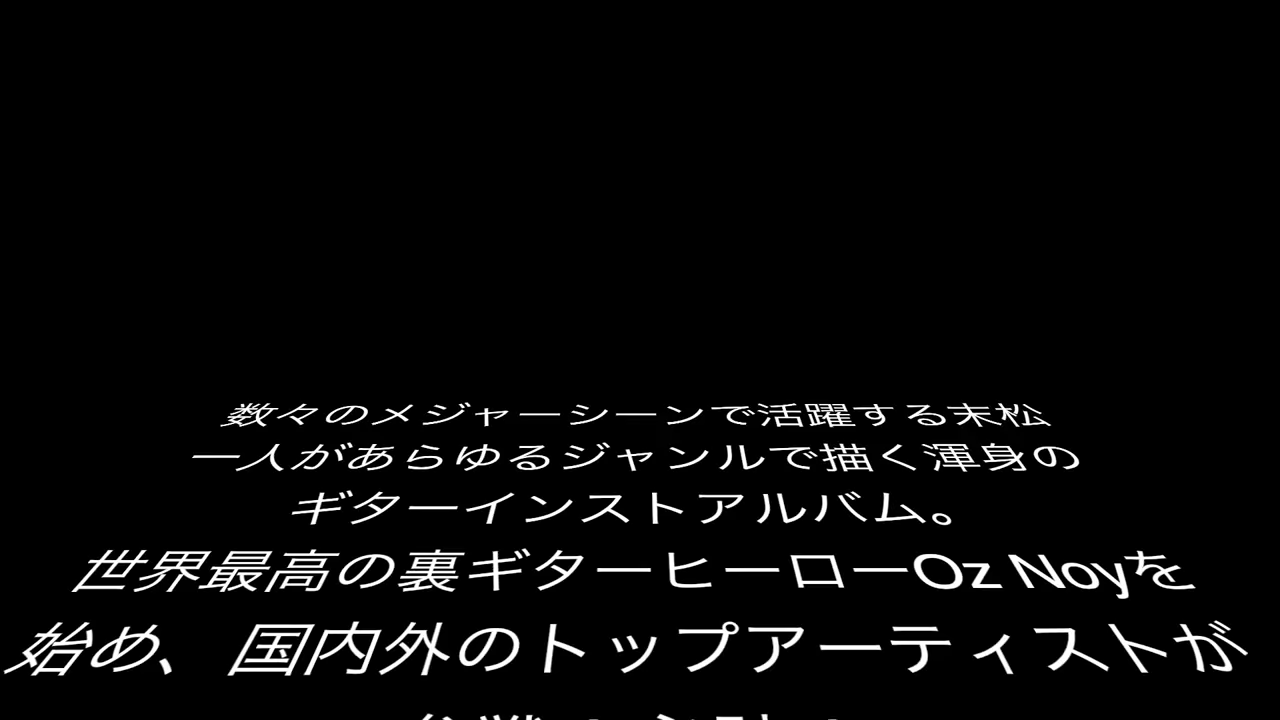 数々のメジャーシーンで活躍する末松
一人があらゆるジャンルで描く渾身の
ギターインストアルバム。
世界最高の裏ギターヒーローOz Noyを
始め、国内外のトップアーティストが